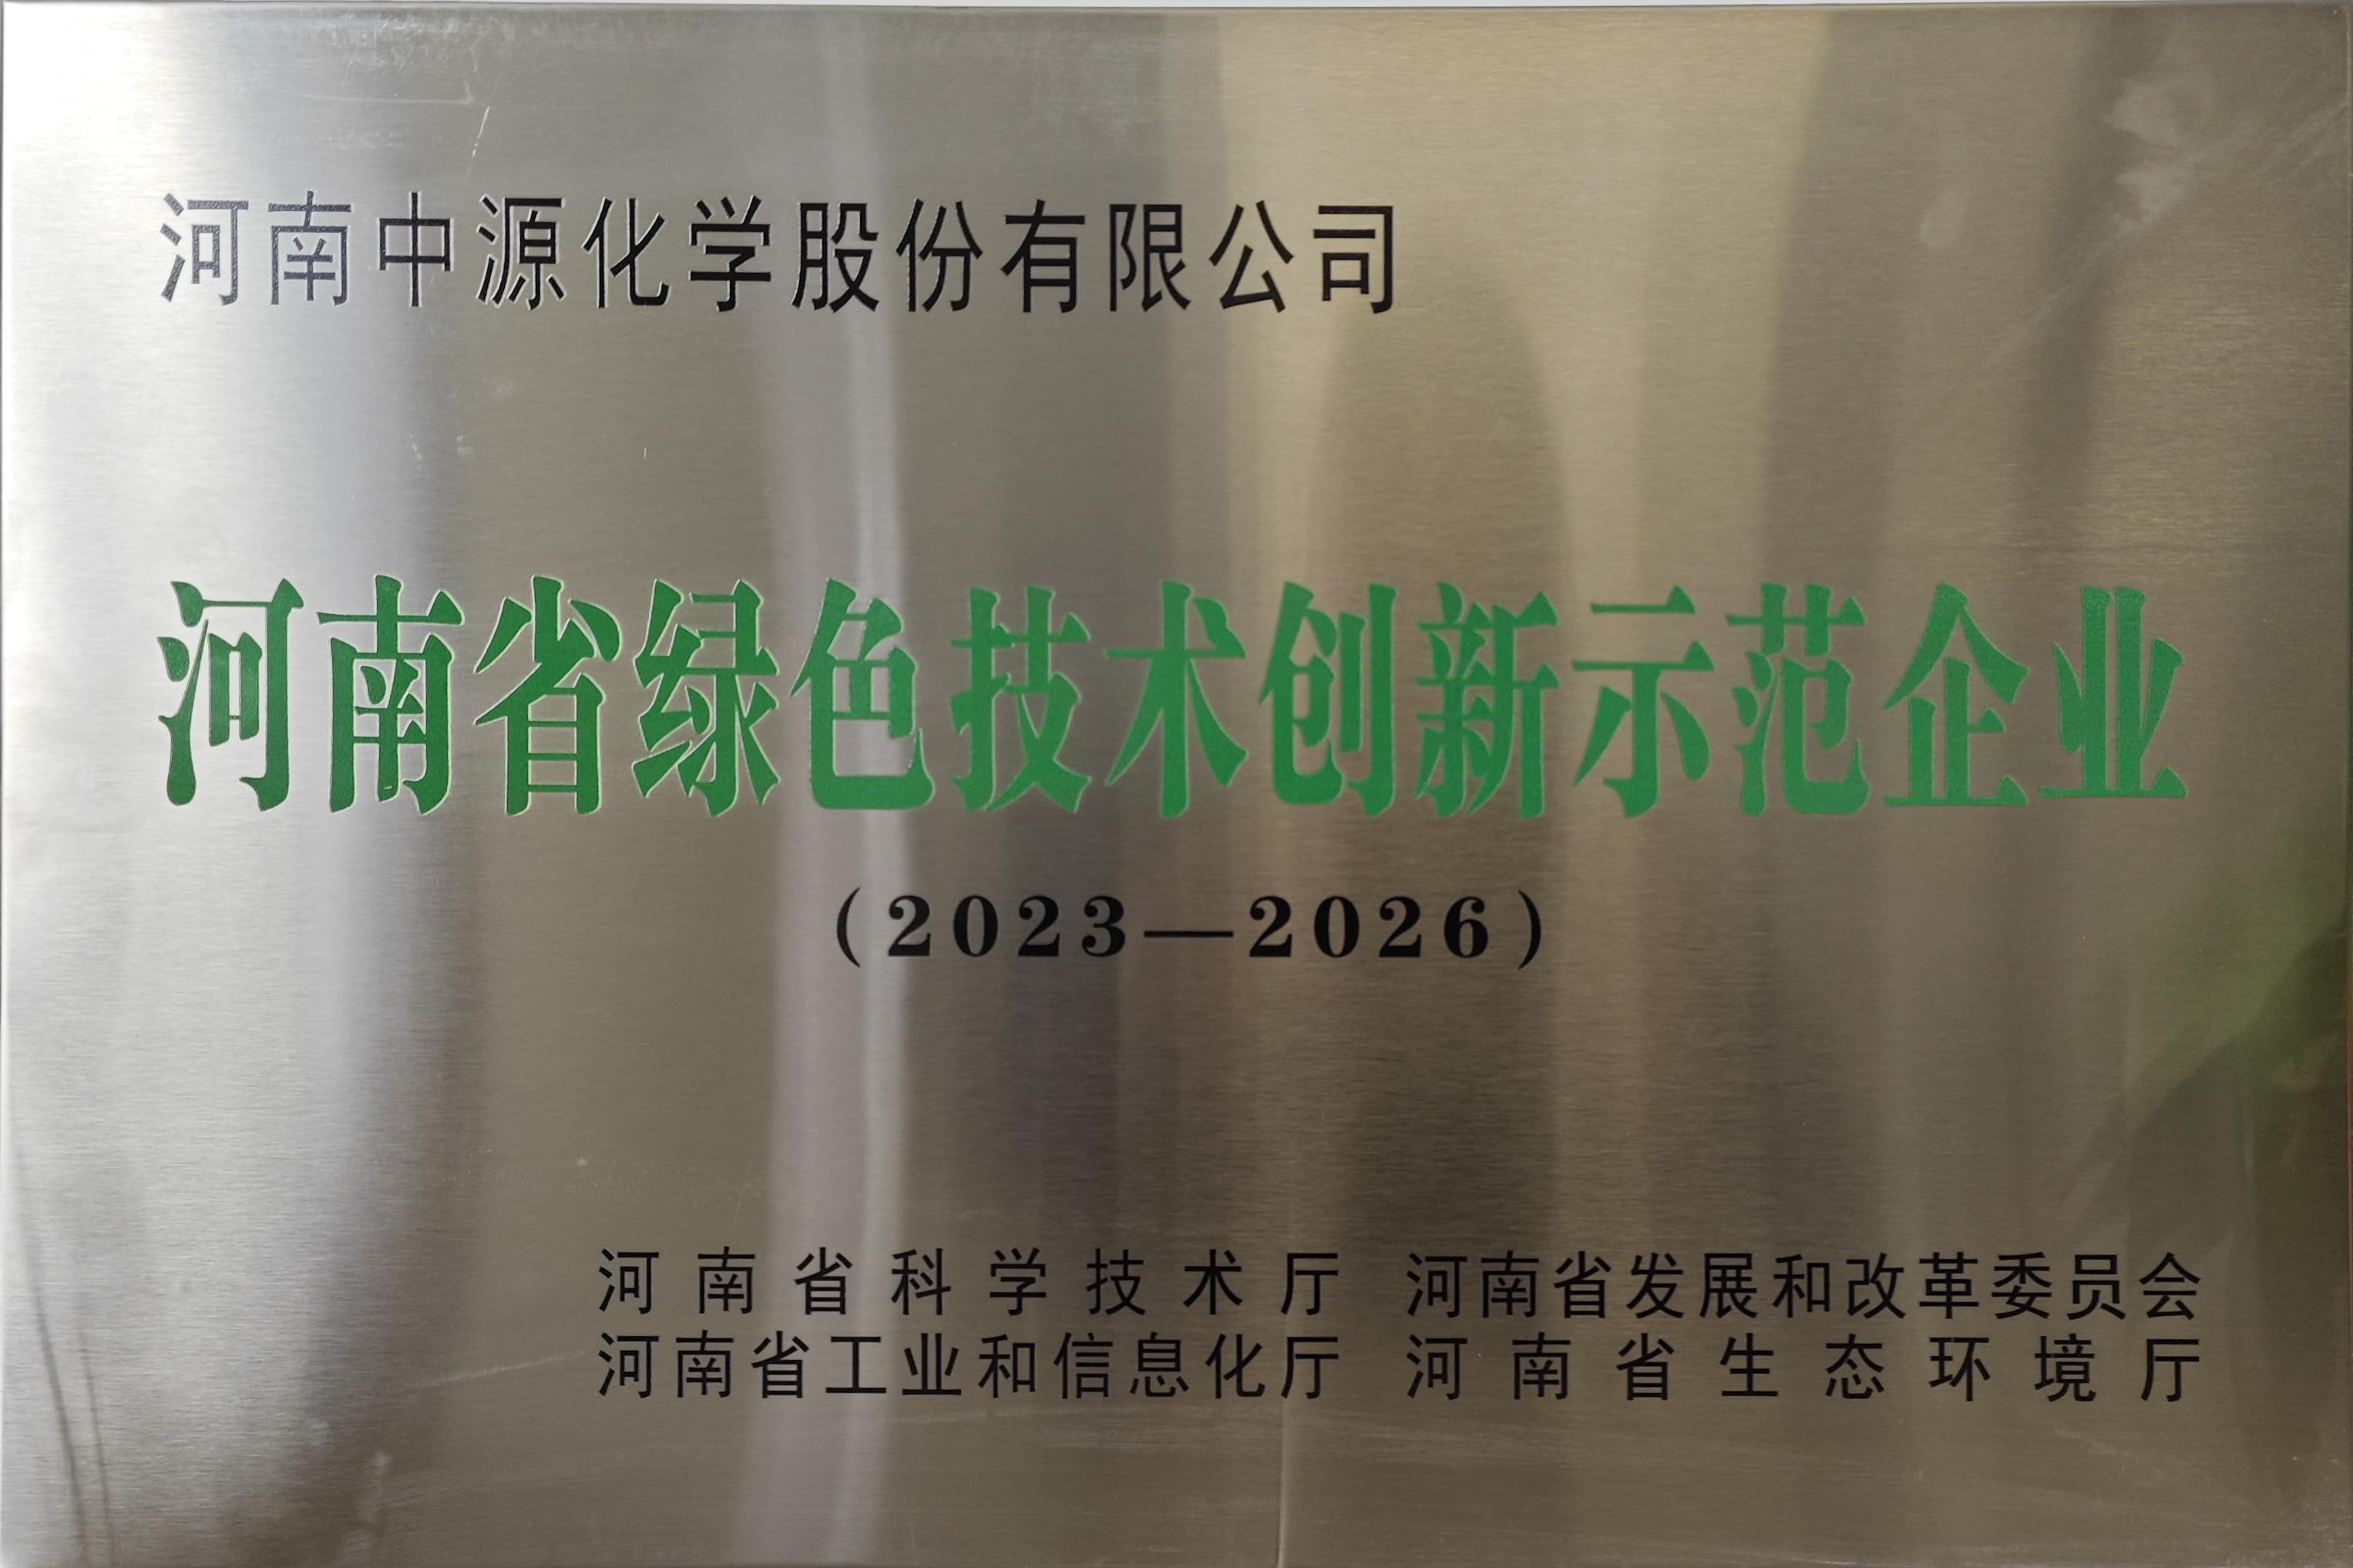 河南中源化学股份有限公司
河南省绿色技术创新示范企业
（2023—2026）
河南省科学技术厅 河南省发展和改革委员会
河南省工业和信息化厅 河南省生态环境厅